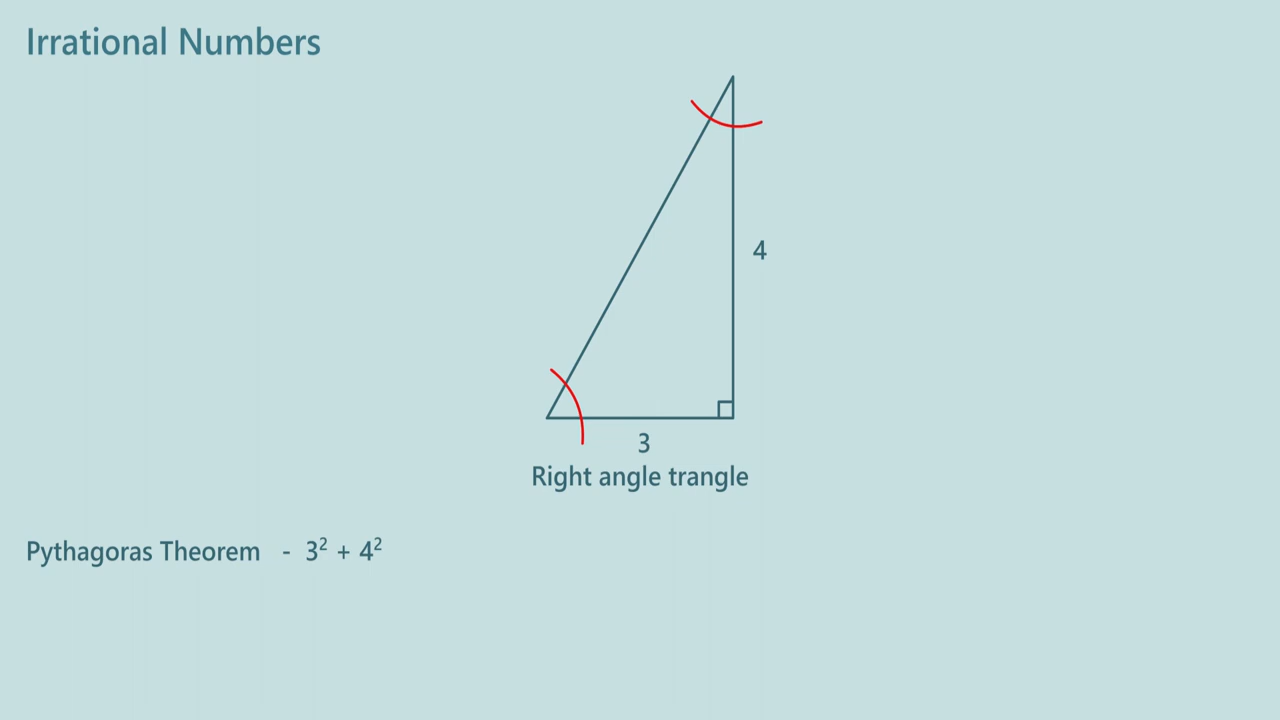 Irrational Numbers
4
3
Right angle trangle
Pythagoras Theorem - 3² + 4²